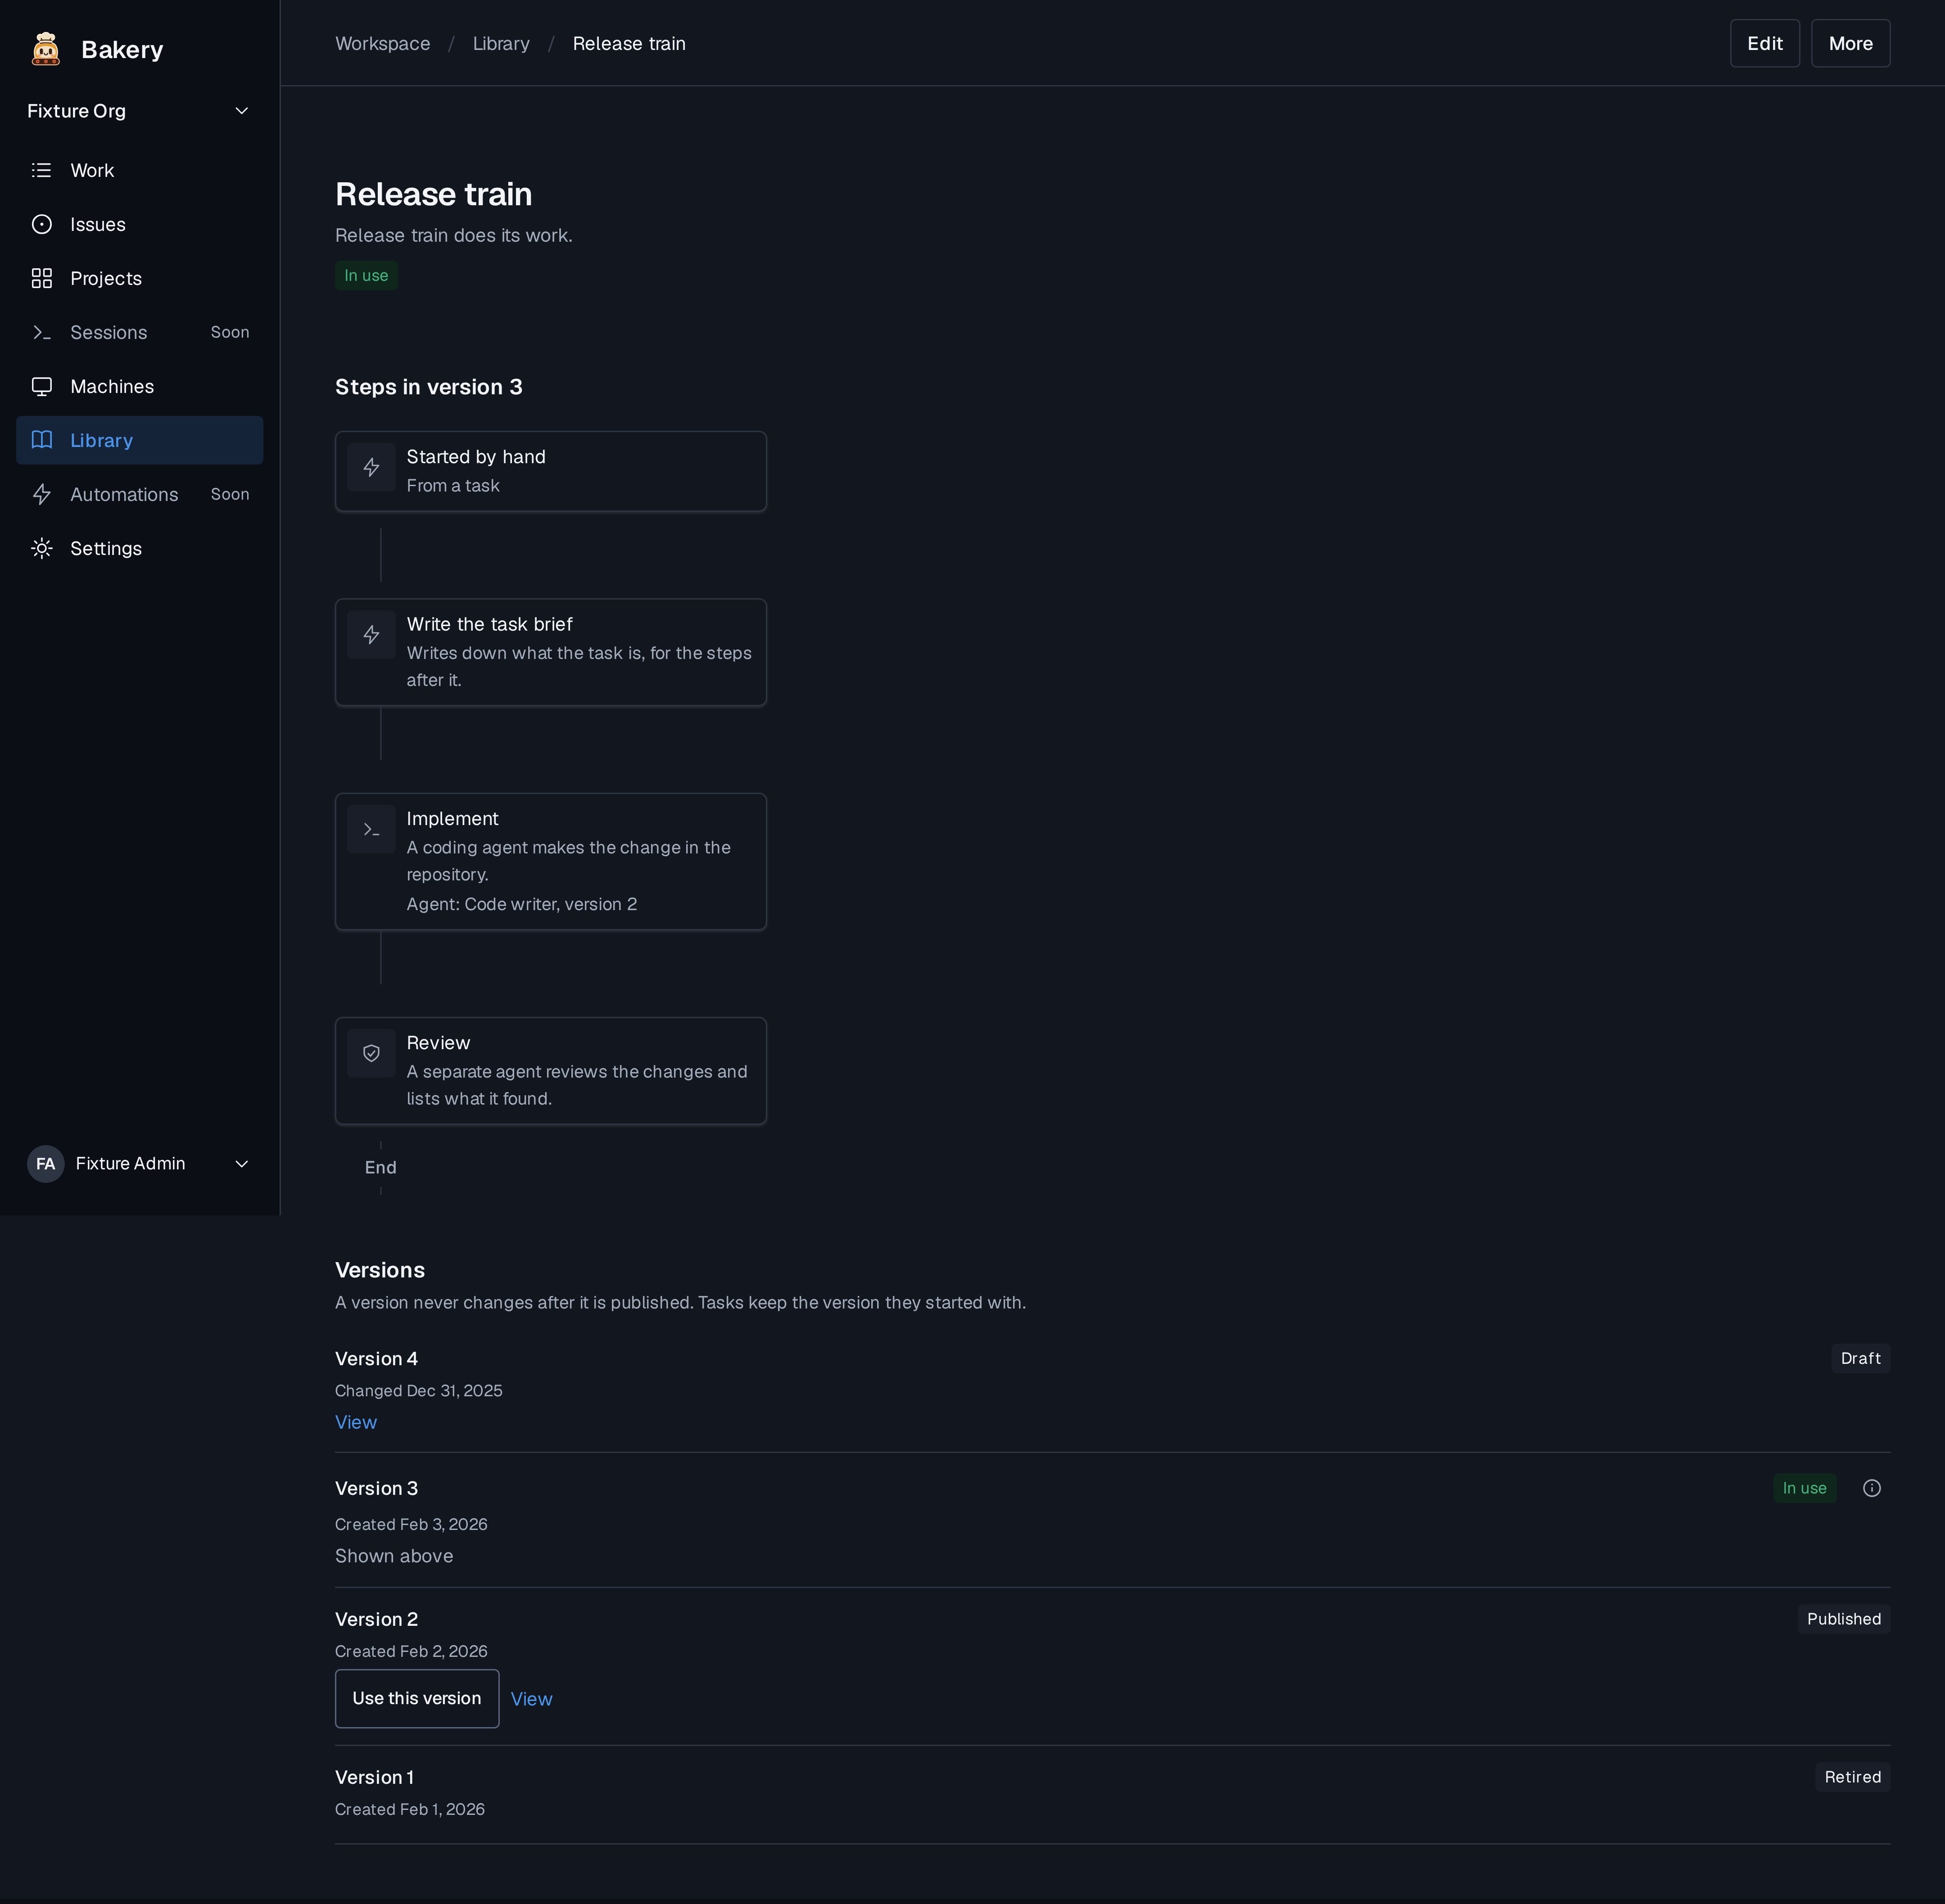 Bakery
Fixture Org
Work
Issues
Projects
Sessions Soon
Machines
Library
Automations Soon
Settings
FA Fixture Admin
Workspace / Library / Release train
Edit More
Release train
Release train does its work.
In use
Steps in version 3
Started by hand
From a task
Write the task brief
Writes down what the task is, for the steps
after it.
Implement
A coding agent makes the change in the
repository.
Agent: Code writer, version 2
Review
A separate agent reviews the changes and
lists what it found.
End
Versions
A version never changes after it is published. Tasks keep the version they started with.
Version 4 Draft
Changed Dec 31, 2025
View
Version 3 In use
Created Feb 3, 2026
Shown above
Version 2 Published
Created Feb 2, 2026
Use this version View
Version 1 Retired
Created Feb 1, 2026